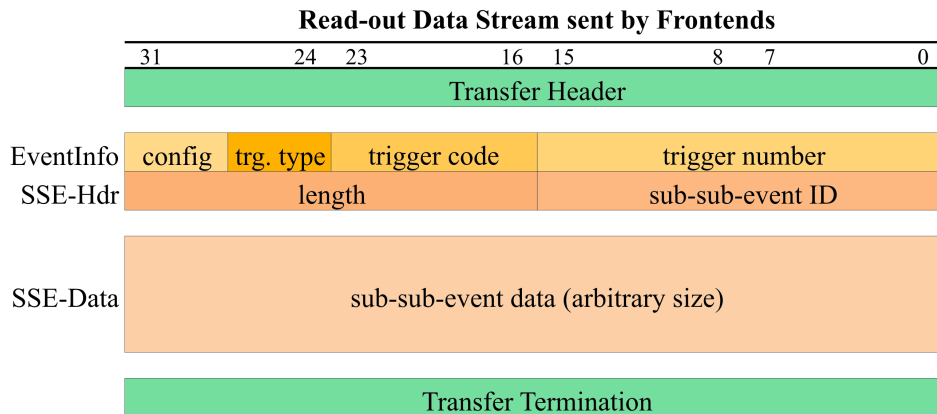 Read-out Data Stream sent by Frontends
31 24 23 16 15 8 7 0
Transfer Header
EventInfo config trg. type trigger code trigger number
SSE-Hdr length sub-sub-event ID
SSE-Data sub-sub-event data (arbitrary size)
Transfer Termination